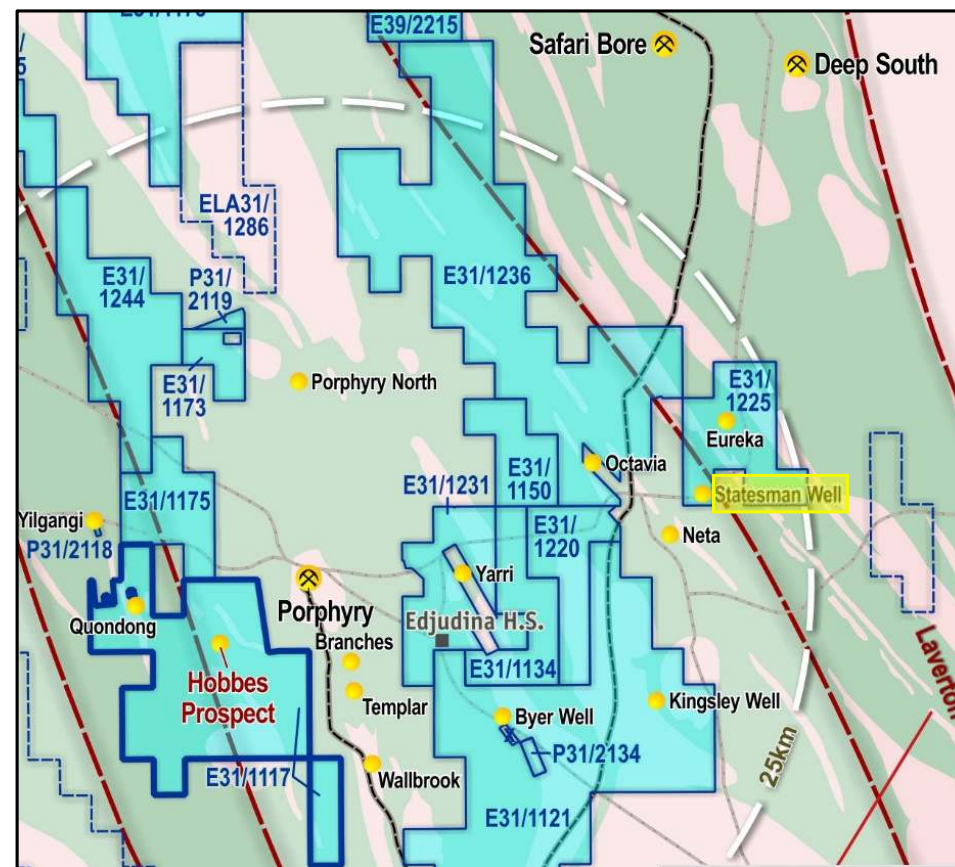 E31/1176
E39/2215
Safari Bore
Deep South
ELA31/
1286
P31/
2119
E31/
1244
E31/1236
E31/
1173
Porphyry North
E31/
1225
Eureka
Octavia
E31/1231
E31/
1150
E31/1175
Statesman Well
Yilgangi
P31/2118
E31/
1220
Neta
Yarri
Porphyry
Quondong
Edjudina H.S.
Branches
E31/1134
Hobbes
Prospect
Templar
Kingsley Well
Byer Well
P31/2134
Laverton
25km
Wallbrook
E31/1117
E31/1121